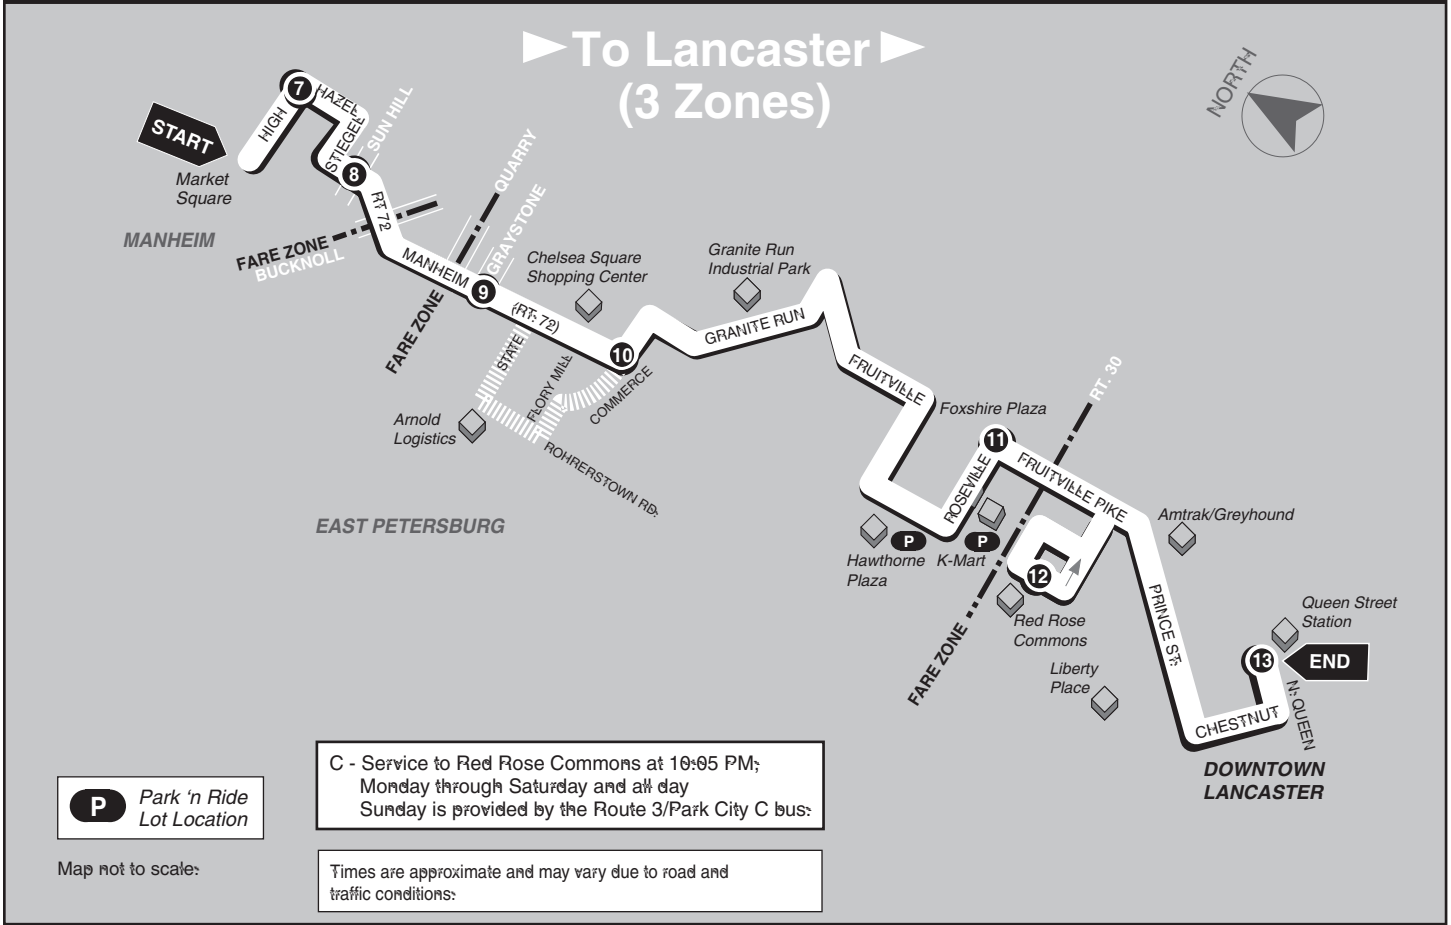 To Lancaster
(3 Zones)
NORTH
START
Market
Square
MANHEIM
HIGH
7
HAZEL
STIEGEL
SUN HILL
8
RT 72
FARE ZONE
BUCKNOLL
QUARRY
GRAYSTONE
MANHEIM
9
(RT. 72)
FARE ZONE
Chelsea Square
Shopping Center
10
STATE
FLORY MILL
COMMERCE
ROHRERSTOWN RD.
Arnold
Logistics
EAST PETERSBURG
Granite Run
Industrial Park
GRANITE RUN
FRUITVILLE
Foxshire Plaza
11
ROSEVILLE
FRUITVILLE PIKE
RT. 30
Hawthorne
Plaza
P
K-Mart
P
FARE ZONE
12
Red Rose
Commons
Liberty
Place
Amtrak/Greyhound
PRINCE ST.
Queen Street
Station
13
END
N. QUEEN
CHESTNUT
DOWNTOWN
LANCASTER
C - Service to Red Rose Commons at 10:05 PM,
Monday through Saturday and all day
Sunday is provided by the Route 3/Park City C bus.
P
Park ‘n Ride
Lot Location
Map not to scale.
Times are approximate and may vary due to road and
traffic conditions.